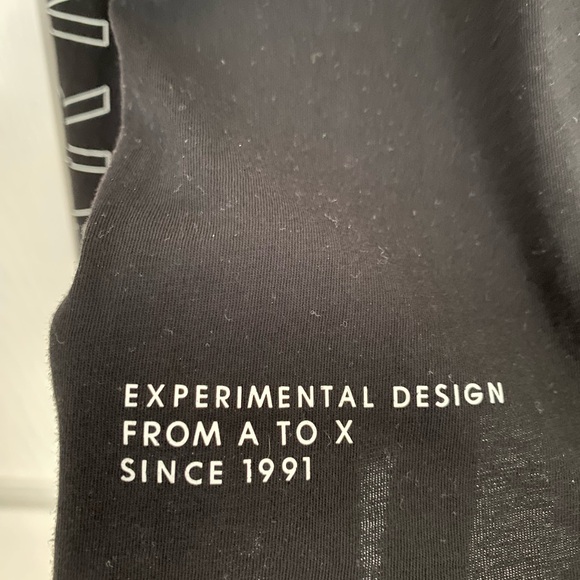 EXPERIMENTAL DESIGN
FROM A TO X
SINCE 1991